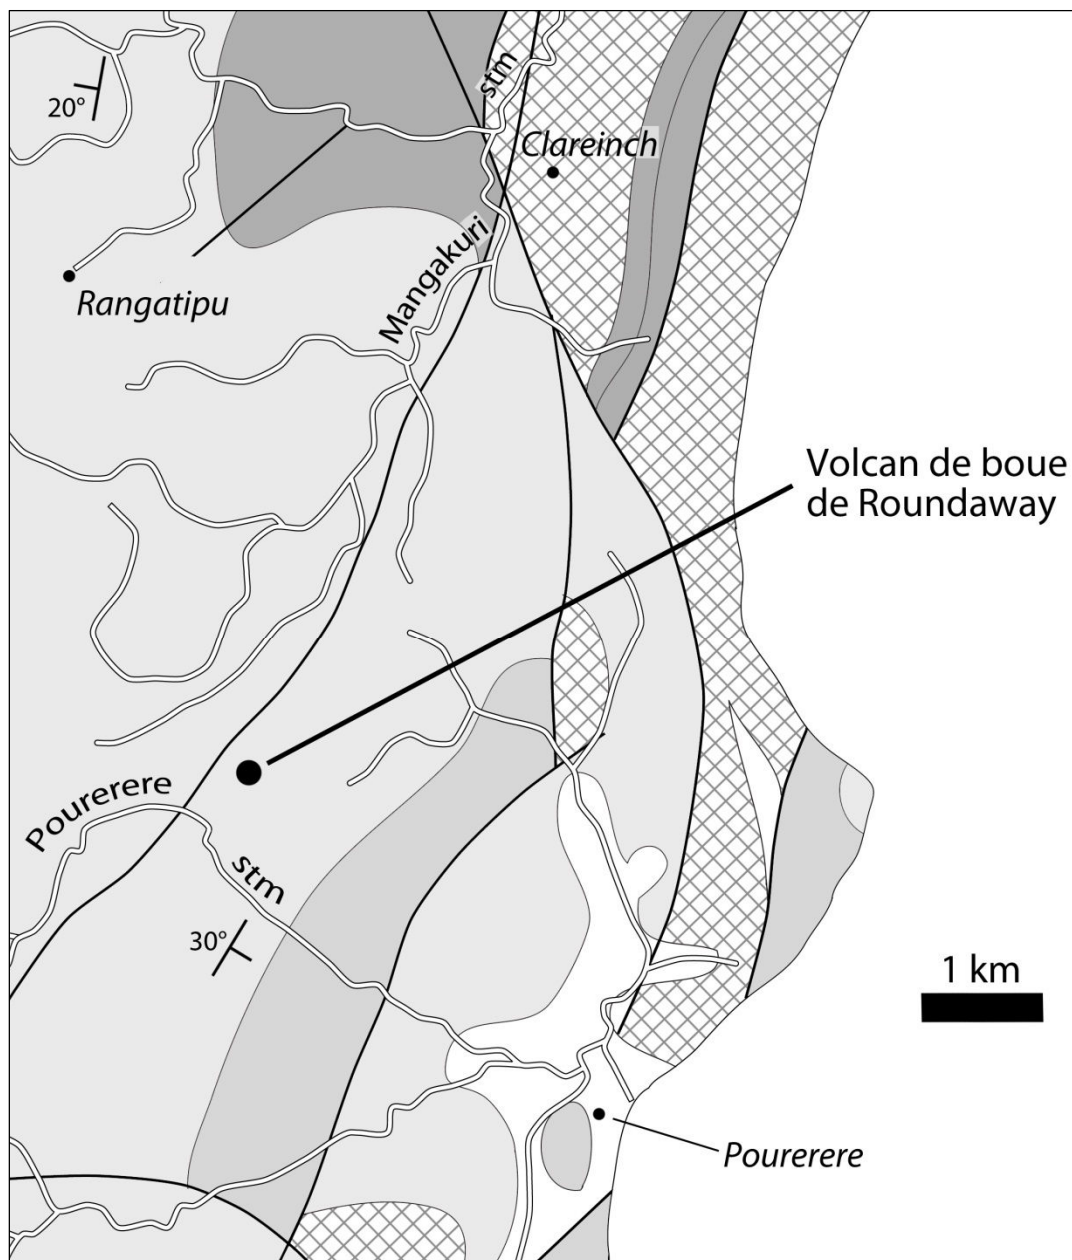 stm
20°
Clareinch
Mangakuri
Rangatipu
Volcan de boue
de Roundaway
Pourerere
stm
30°
1 km
Pourerere